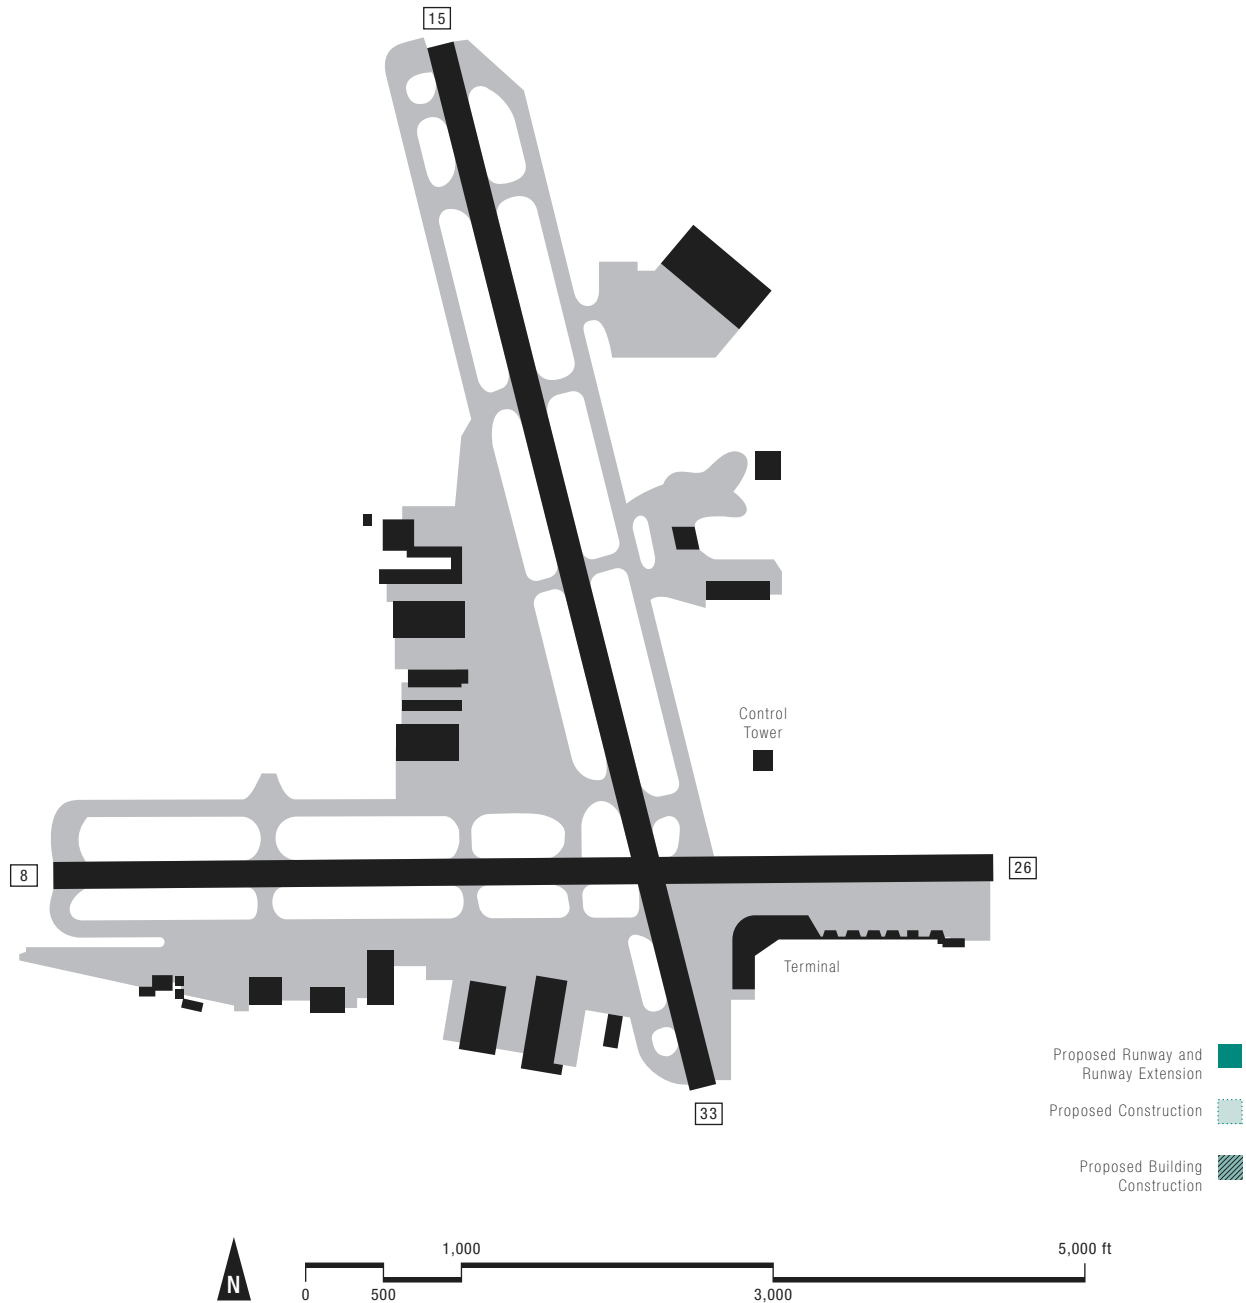 15
Control
Tower
8
26
Terminal
33
Proposed Runway and
Runway Extension
Proposed Construction
Proposed Building
Construction
N
1,000
5,000 ft
0
500
3,000